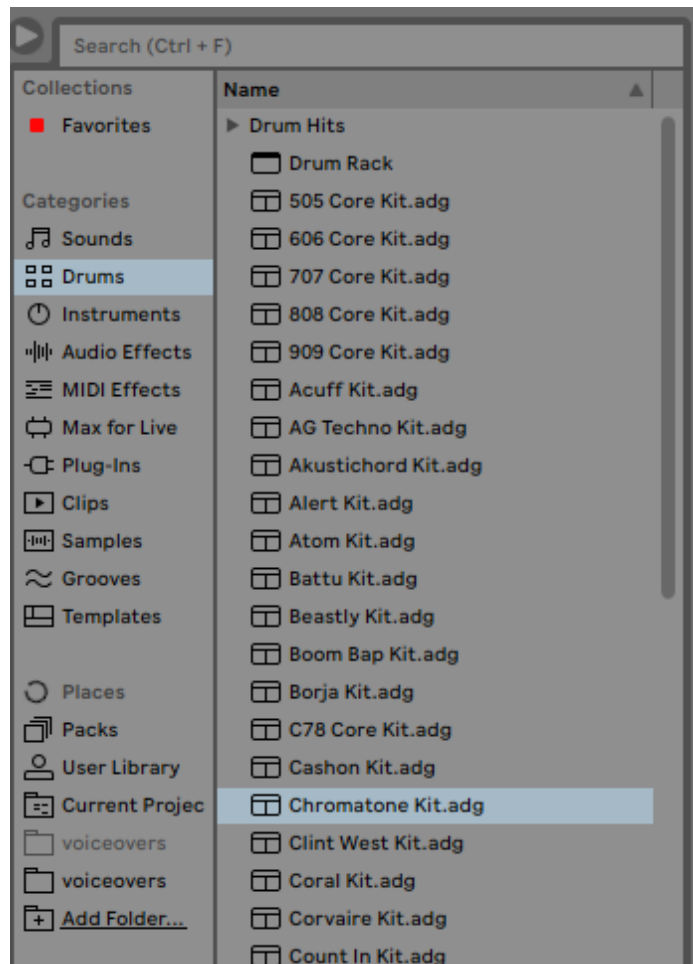 Search (Ctrl + F)
Collections
Favorites
Categories
Sounds
Drums
Instruments
Audio Effects
MIDI Effects
Max for Live
Plug-Ins
Clips
Samples
Grooves
Templates
Places
Packs
User Library
Current Projec
voiceovers
voiceovers
Add Folder...
Name
Drum Hits
Drum Rack
505 Core Kit.adg
606 Core Kit.adg
707 Core Kit.adg
808 Core Kit.adg
909 Core Kit.adg
Acuff Kit.adg
AG Techno Kit.adg
Akustichord Kit.adg
Alert Kit.adg
Atom Kit.adg
Battu Kit.adg
Beastly Kit.adg
Boom Bap Kit.adg
Borja Kit.adg
C78 Core Kit.adg
Cashon Kit.adg
Chromatone Kit.adg
Clint West Kit.adg
Coral Kit.adg
Corvaire Kit.adg
Count In Kit.adg